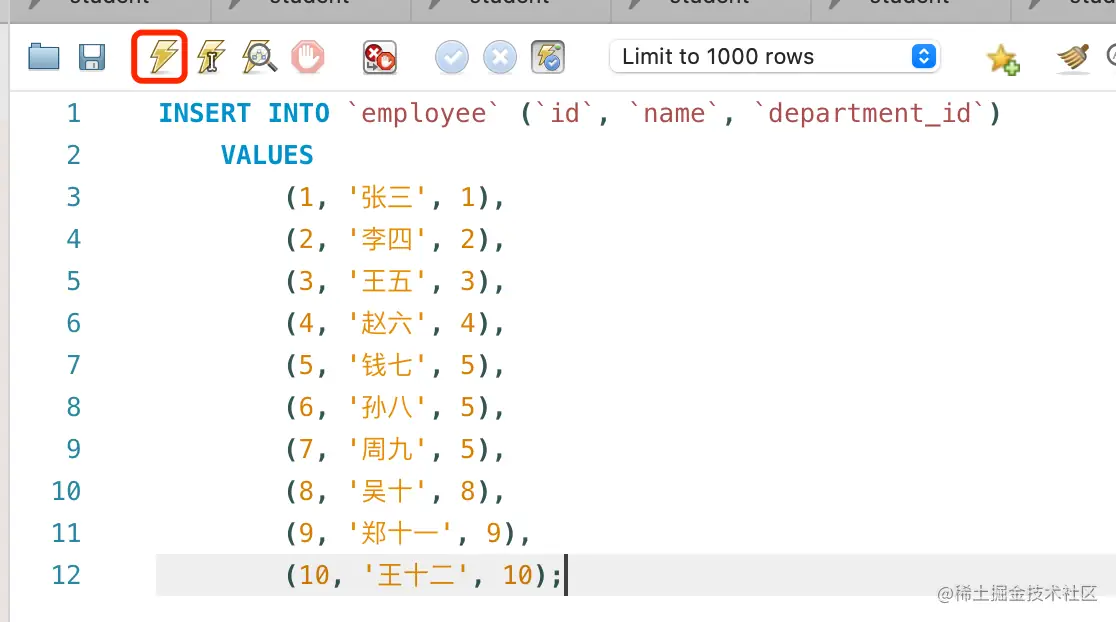 student student student student student stud
Limit to 1000 rows
1 INSERT INTO `employee` (`id`, `name`, `department_id`)
2 VALUES
3 (1, '张三', 1),
4 (2, '李四', 2),
5 (3, '王五', 3),
6 (4, '赵六', 4),
7 (5, '钱七', 5),
8 (6, '孙八', 5),
9 (7, '周九', 5),
10 (8, '吴十', 8),
11 (9, '郑十一', 9),
12 (10, '王十二', 10);
@稀土掘金技术社区